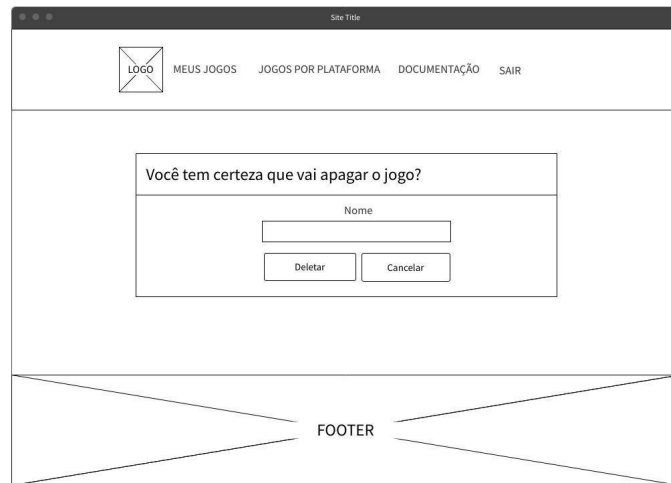 Site Title
LOGO MEUS JOGOS JOGOS POR PLATAFORMA DOCUMENTAÇÃO SAIR
Você tem certeza que vai apagar o jogo?
Nome
Deletar Cancelar
FOOTER